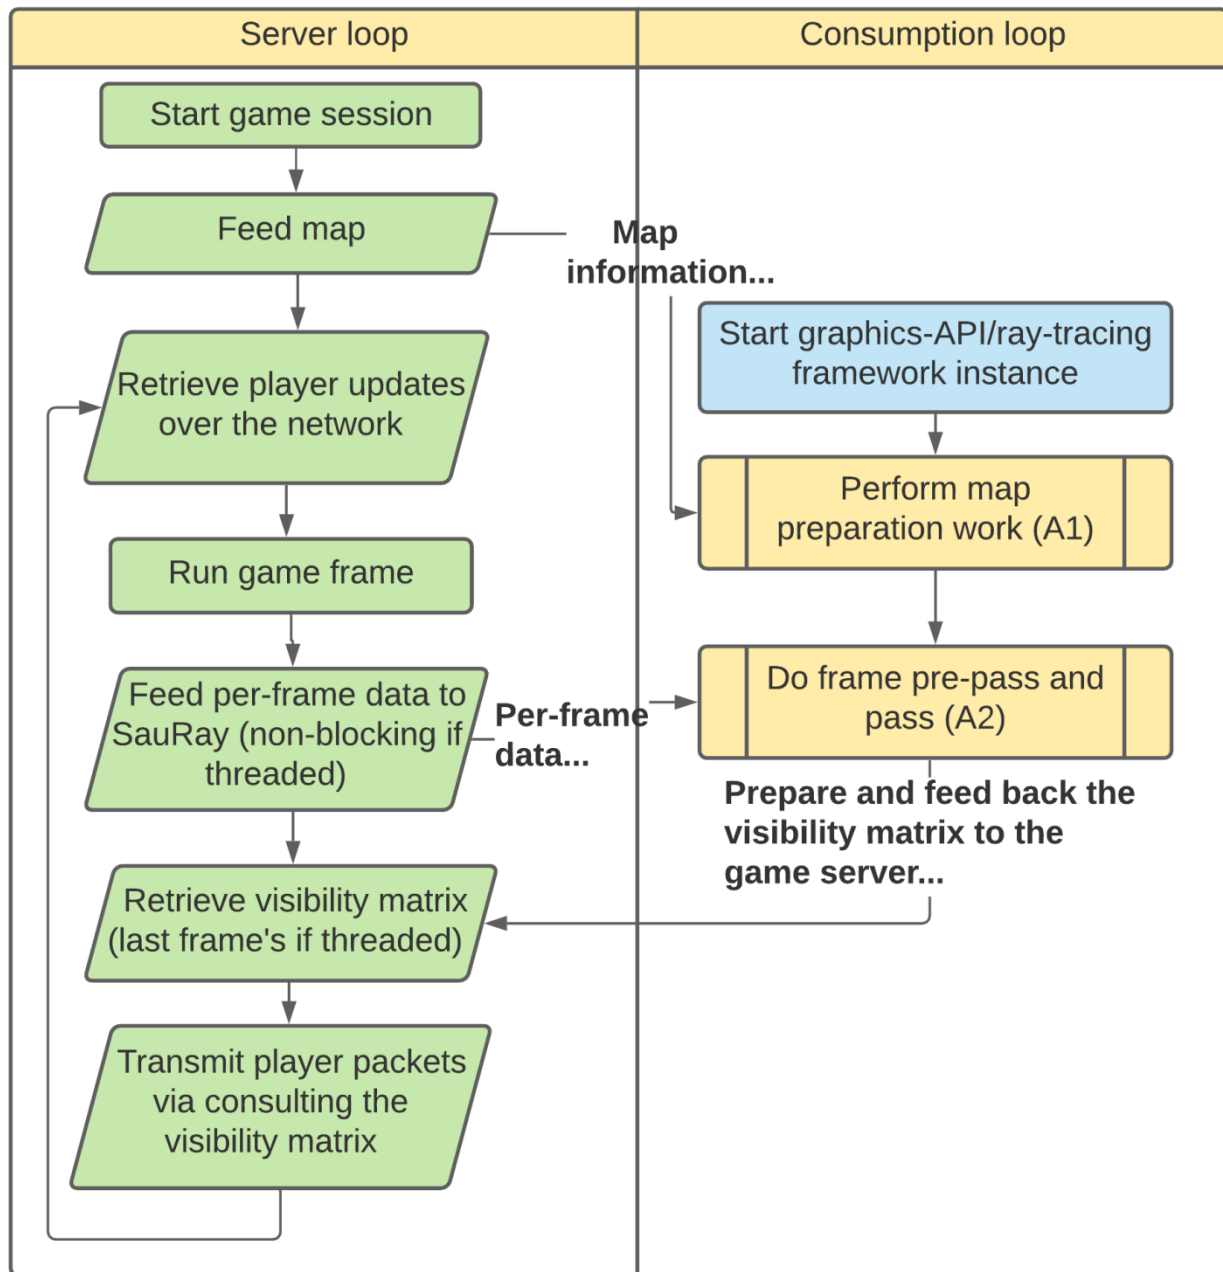 Server loop
Consumption loop
Start game session
Feed map
Map
information...
Start graphics-API/ray-tracing
framework instance
Retrieve player updates
over the network
Perform map
preparation work (A1)
Run game frame
Do frame pre-pass and
pass (A2)
Feed per-frame data to
SauRay (non-blocking if
threaded)
Per-frame
data...
Prepare and feed back the
visibility matrix to the
game server...
Retrieve visibility matrix
(last frame's if threaded)
Transmit player packets
via consulting the
visibility matrix